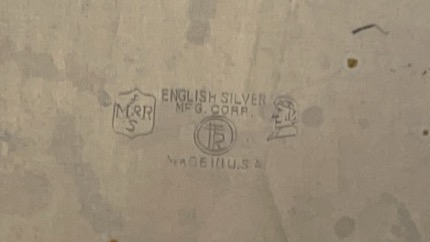 ENGLISH SILVER
MFG. CORP.
M&R
S
MADE IN U.S.A